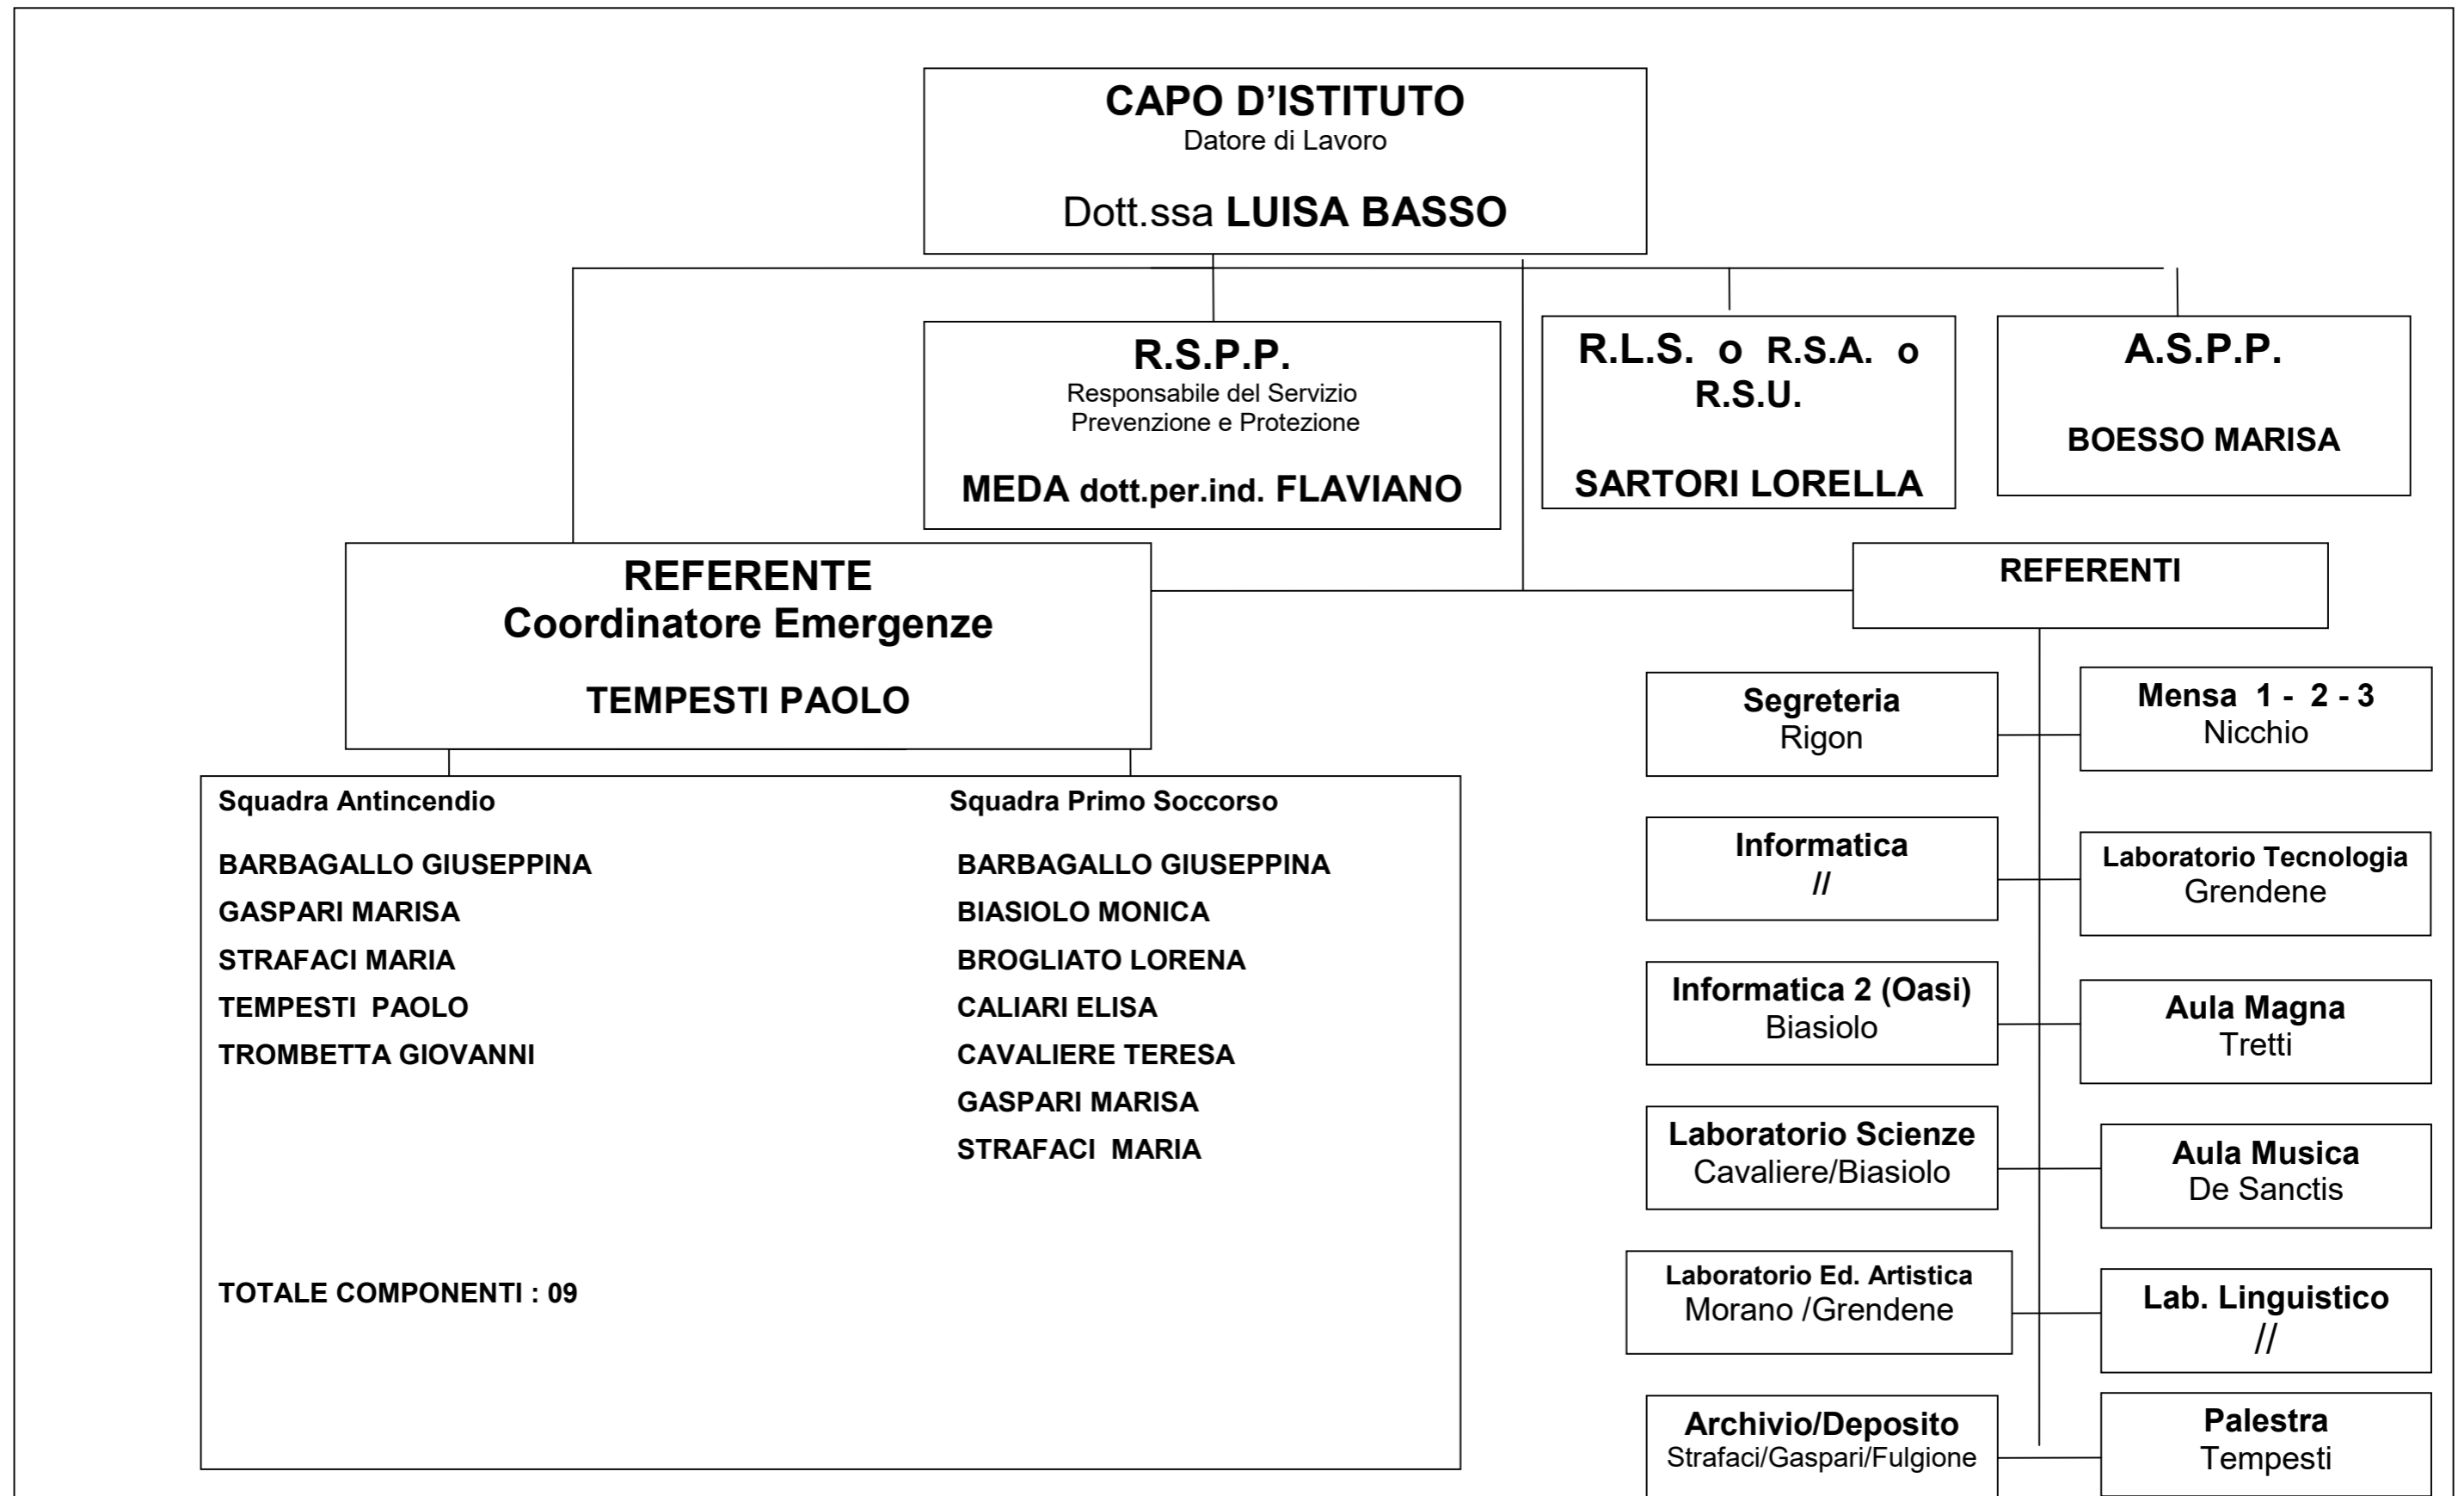 CAPO D’ISTITUTO
Datore di Lavoro
Dott.ssa LUISA BASSO
R.S.P.P.
Responsabile del Servizio
Prevenzione e Protezione
MEDA dott.per.ind. FLAVIANO
R.L.S. o R.S.A. o
R.S.U.
SARTORI LORELLA
A.S.P.P.
BOESSO MARISA
REFERENTE
Coordinatore Emergenze
TEMPESTI PAOLO
Squadra Antincendio
BARBAGALLO GIUSEPPINA
GASPARI MARISA
STRAFACI MARIA
TEMPESTI PAOLO
TROMBETTA GIOVANNI
TOTALE COMPONENTI : 09
Squadra Primo Soccorso
BARBAGALLO GIUSEPPINA
BIASIOLO MONICA
BROGLIATO LORENA
CALIARI ELISA
CAVALIERE TERESA
GASPARI MARISA
STRAFACI MARIA
REFERENTI
Segreteria
Rigon
Mensa 1 - 2 - 3
Nicchio
Informatica
//
Laboratorio Tecnologia
Grendene
Informatica 2 (Oasi)
Biasiolo
Aula Magna
Tretti
Laboratorio Scienze
Cavaliere/Biasiolo
Aula Musica
De Sanctis
Laboratorio Ed. Artistica
Morano /Grendene
Lab. Linguistico
//
Archivio/Deposito
Strafaci/Gaspari/Fulgione
Palestra
Tempesti